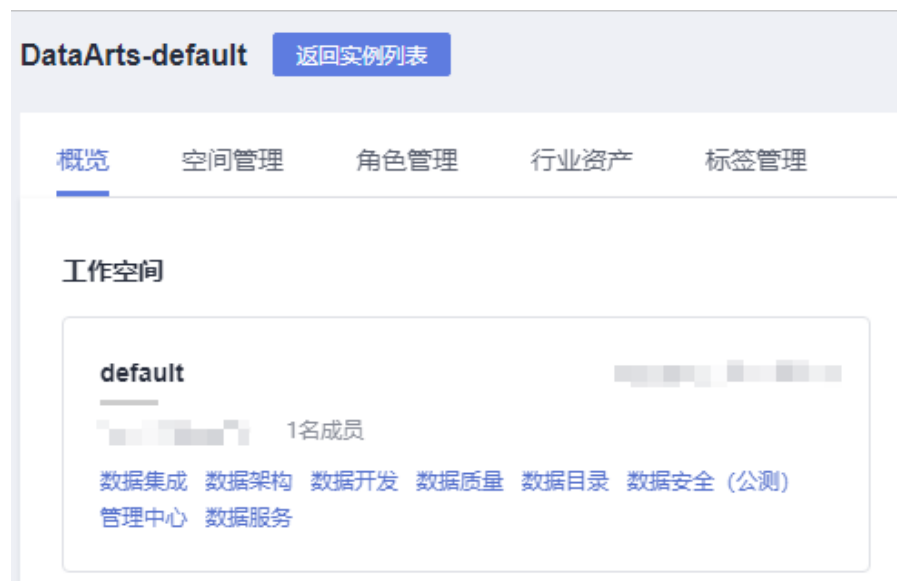 DataArts-default 返回实例列表
概览 空间管理 角色管理 行业资产 标签管理
工作空间
default
1名成员
数据集成 数据架构 数据开发 数据质量 数据目录 数据安全（公测）
管理中心 数据服务